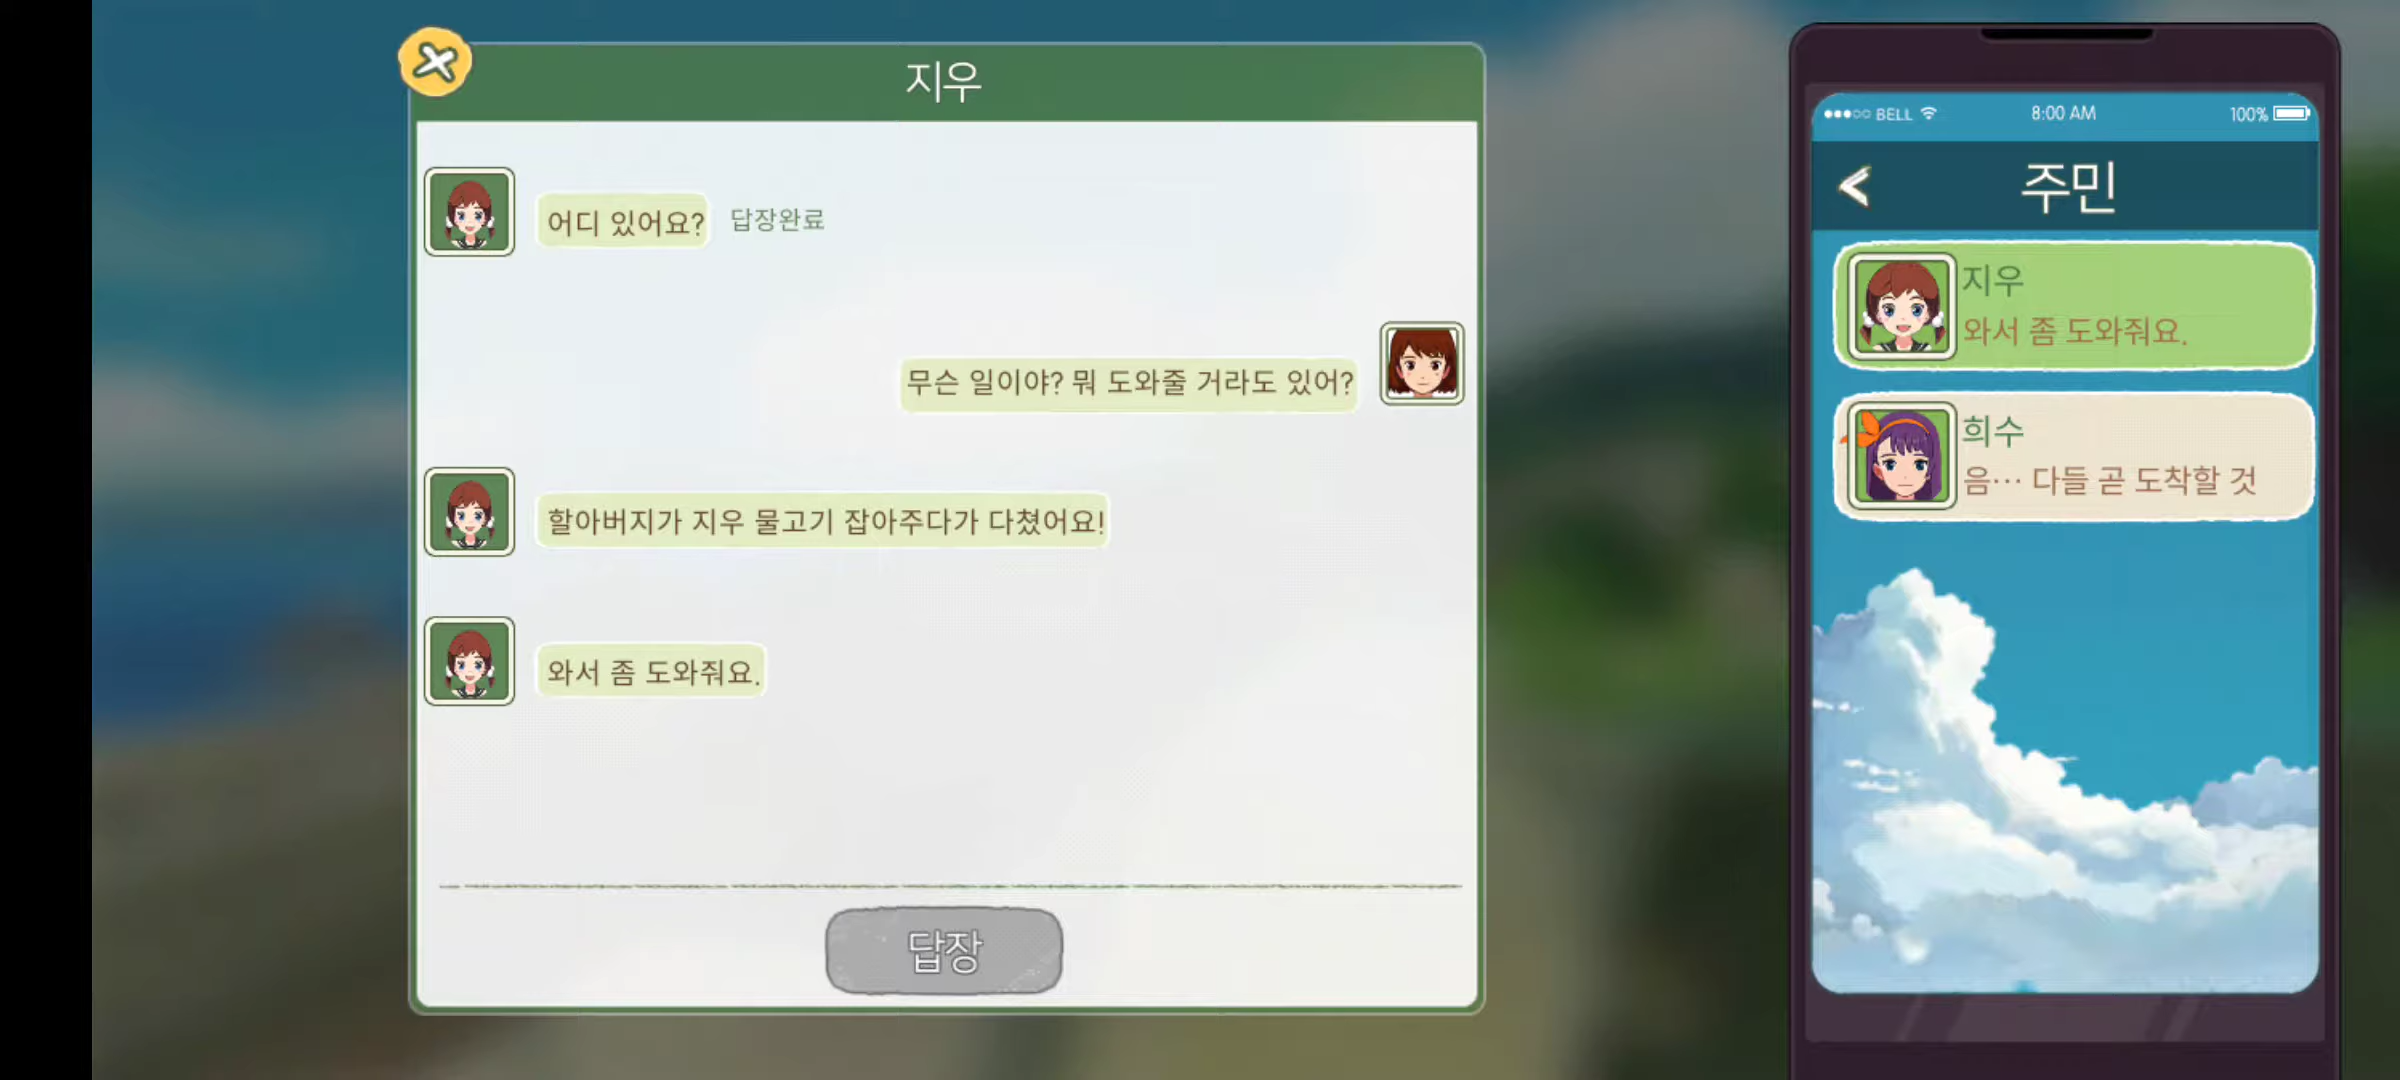 지우
어디 있어요? 답장완료
무슨 일이야? 뭐 도와줄 거라도 있어?
할아버지가 지우 물고기 잡아주다가 다쳤어요!
와서 좀 도와줘요.
답장
BELL 8:00 AM 100%
주민
지우
와서 좀 도와줘요.
희수
음… 다들 곧 도착할 것